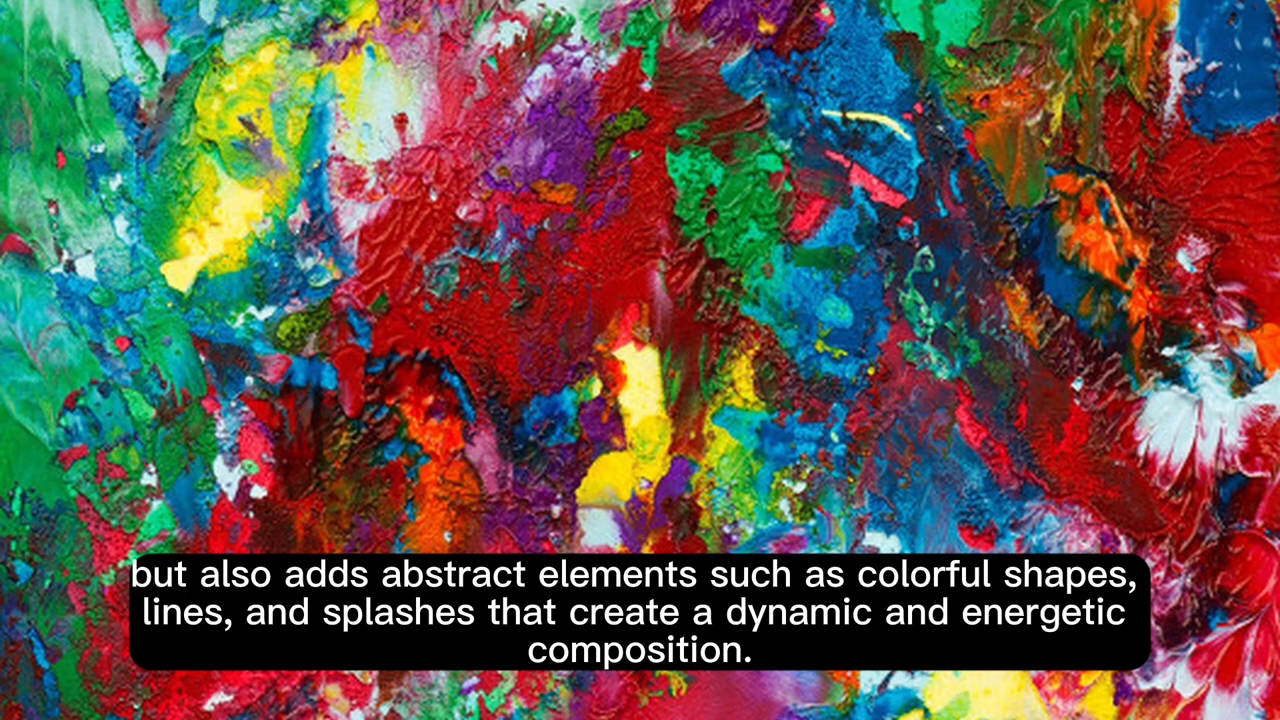 but also adds abstract elements such as colorful shapes,
lines, and splashes that create a dynamic and energetic
composition.